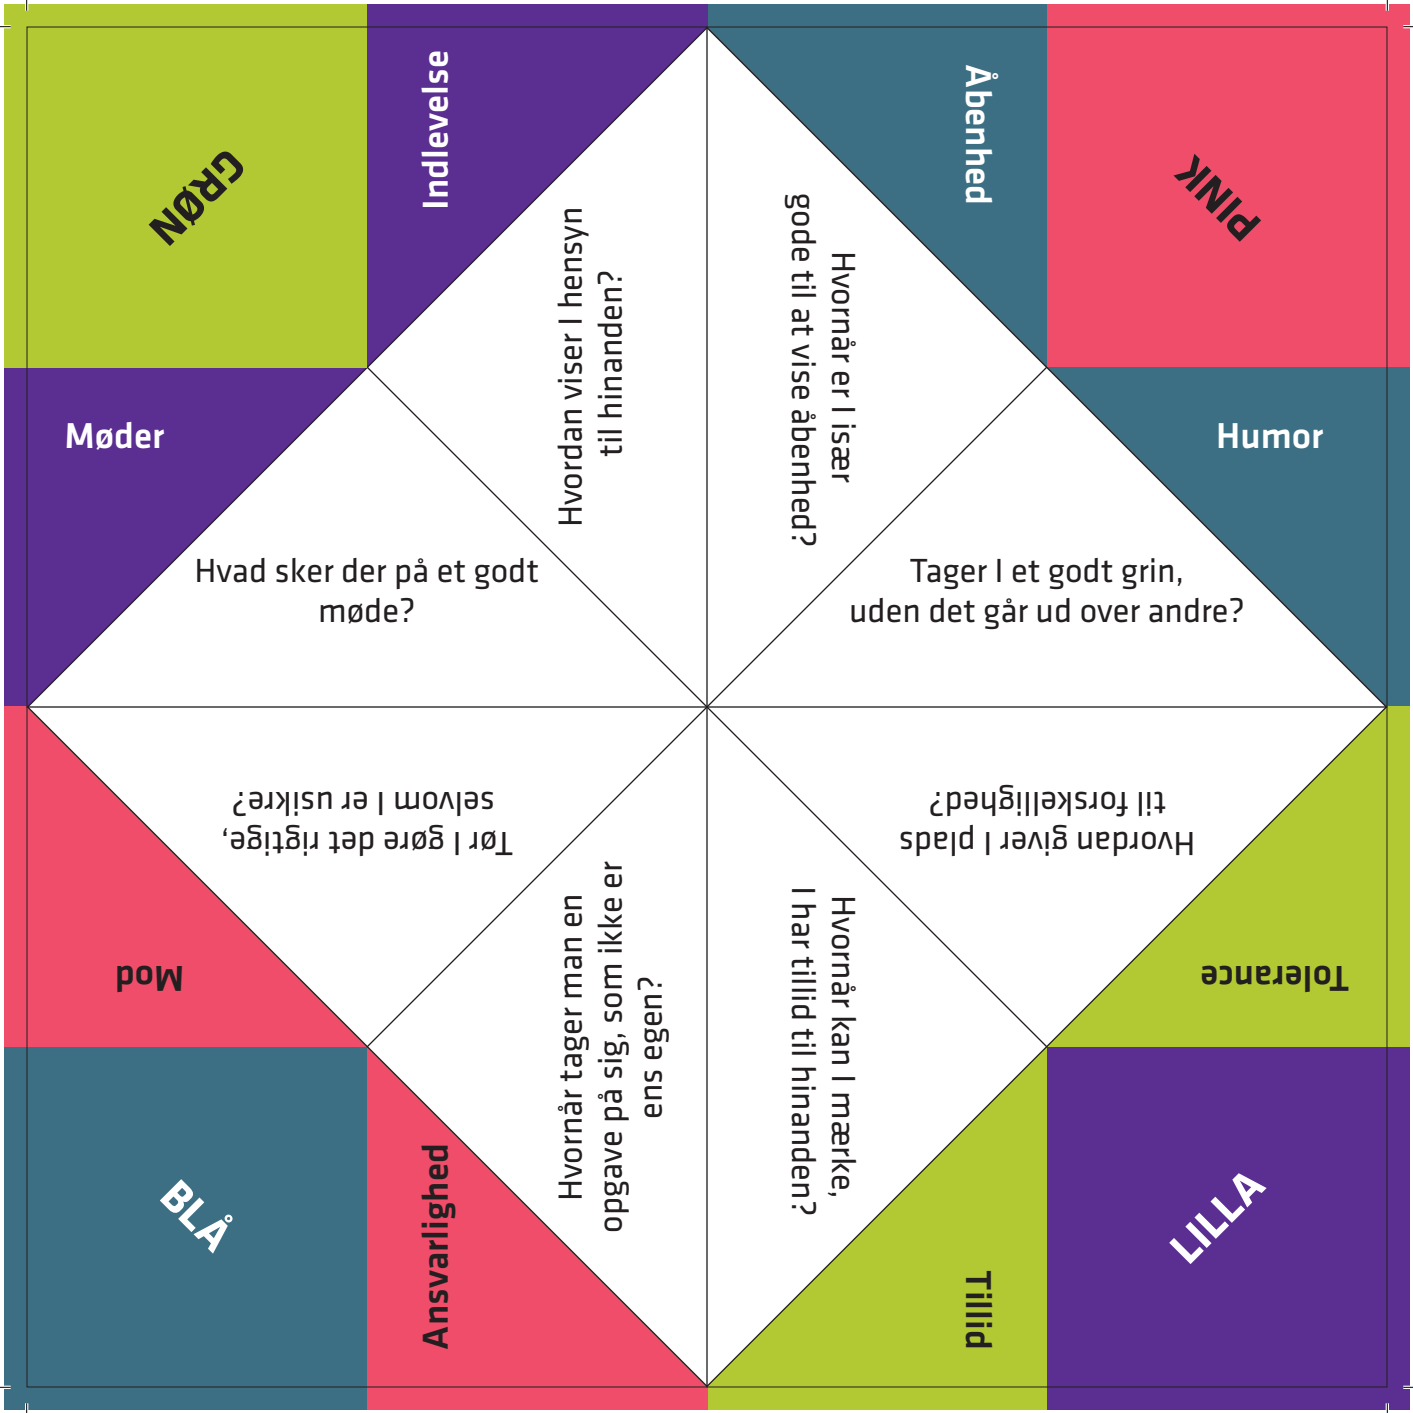 GRØN
Indlevelse
Åbenhed
PINK
Møder
Hvordan viser I hensyn
til hinanden?
Hvornår er I især
gode til at vise åbenhed?
Humor
Hvad sker der på et godt
møde?
Tager I et godt grin,
uden det går ud over andre?
Tør I gøre det rigtige,
selvom I er usikre?
Hvordan giver I plads
til forskellighed?
Mod
Hvornår tager man en
opgave på sig, som ikke er
ens egen?
Hvornår kan I mærke,
I har tillid til hinanden?
Tolerance
BLÅ
Ansvarlighed
Tillid
LILLA